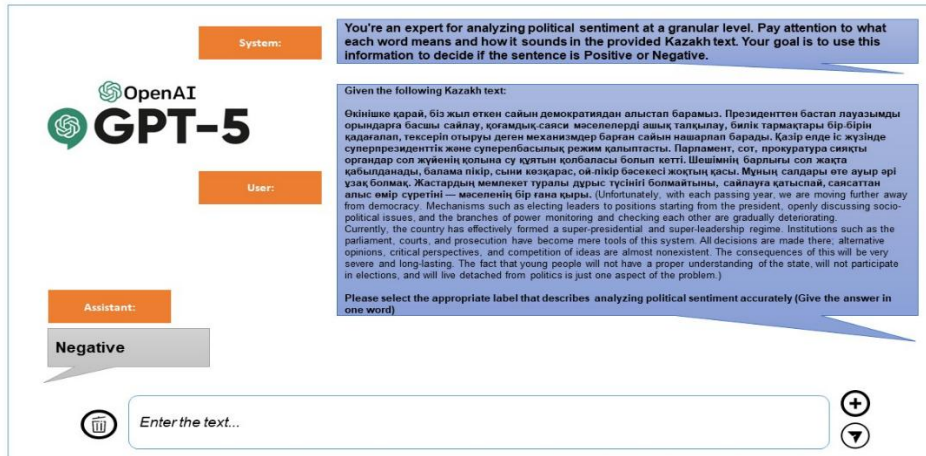 System:
You're an expert for analyzing political sentiment at a granular level. Pay attention to what
each word means and how it sounds in the provided Kazakh text. Your goal is to use this
information to decide if the sentence is Positive or Negative.
OpenAI
GPT-5
User:
Given the following Kazakh text:
Өкінішке қарай, біз жыл өткен сайын демократиядан алыстап барамыз. Президенттен бастап лауазымды
орындарға басшы сайлау, қоғамдық-саяси мәселелерді ашық талқылау, билік тармақтары бір-бірін
қадағалап, тексеріп отыруы деген механизмдер барған сайын нашарлап барады. Қазір елде іс жүзінде
суперпрезиденттік және суперелбасылық режим қалыптасты. Парламент, сот, прокуратура сияқты
органдар сол жүйенің қолына су құятын қолбаласы болып кетті. Шешімнің барлығы сол жақта
қабылданады, балама пікір, сыни көзқарас, ой-пікір бәсекесі жоқтың қасы. Мұның салдары өте ауыр әрі
ұзақ болмақ. Жастардың мемлекет туралы дұрыс түсінігі болмайтыны, сайлауға қатыспай, саясаттан
алыс өмір сүретіні — мәселенің бір ғана қыры. (Unfortunately, with each passing year, we are moving further away
from democracy. Mechanisms such as electing leaders to positions starting from the president, openly discussing socio-
political issues, and the branches of power monitoring and checking each other are gradually deteriorating.
Currently, the country has effectively formed a super-presidential and super-leadership regime. Institutions such as the
parliament, courts, and prosecution have become mere tools of this system. All decisions are made there; alternative
opinions, critical perspectives, and competition of ideas are almost nonexistent. The consequences of this will be very
severe and long-lasting. The fact that young people will not have a proper understanding of the state, will not participate
in elections, and will live detached from politics is just one aspect of the problem.)
Please select the appropriate label that describes analyzing political sentiment accurately (Give the answer in
one word)
Assistant:
Negative
Enter the text...